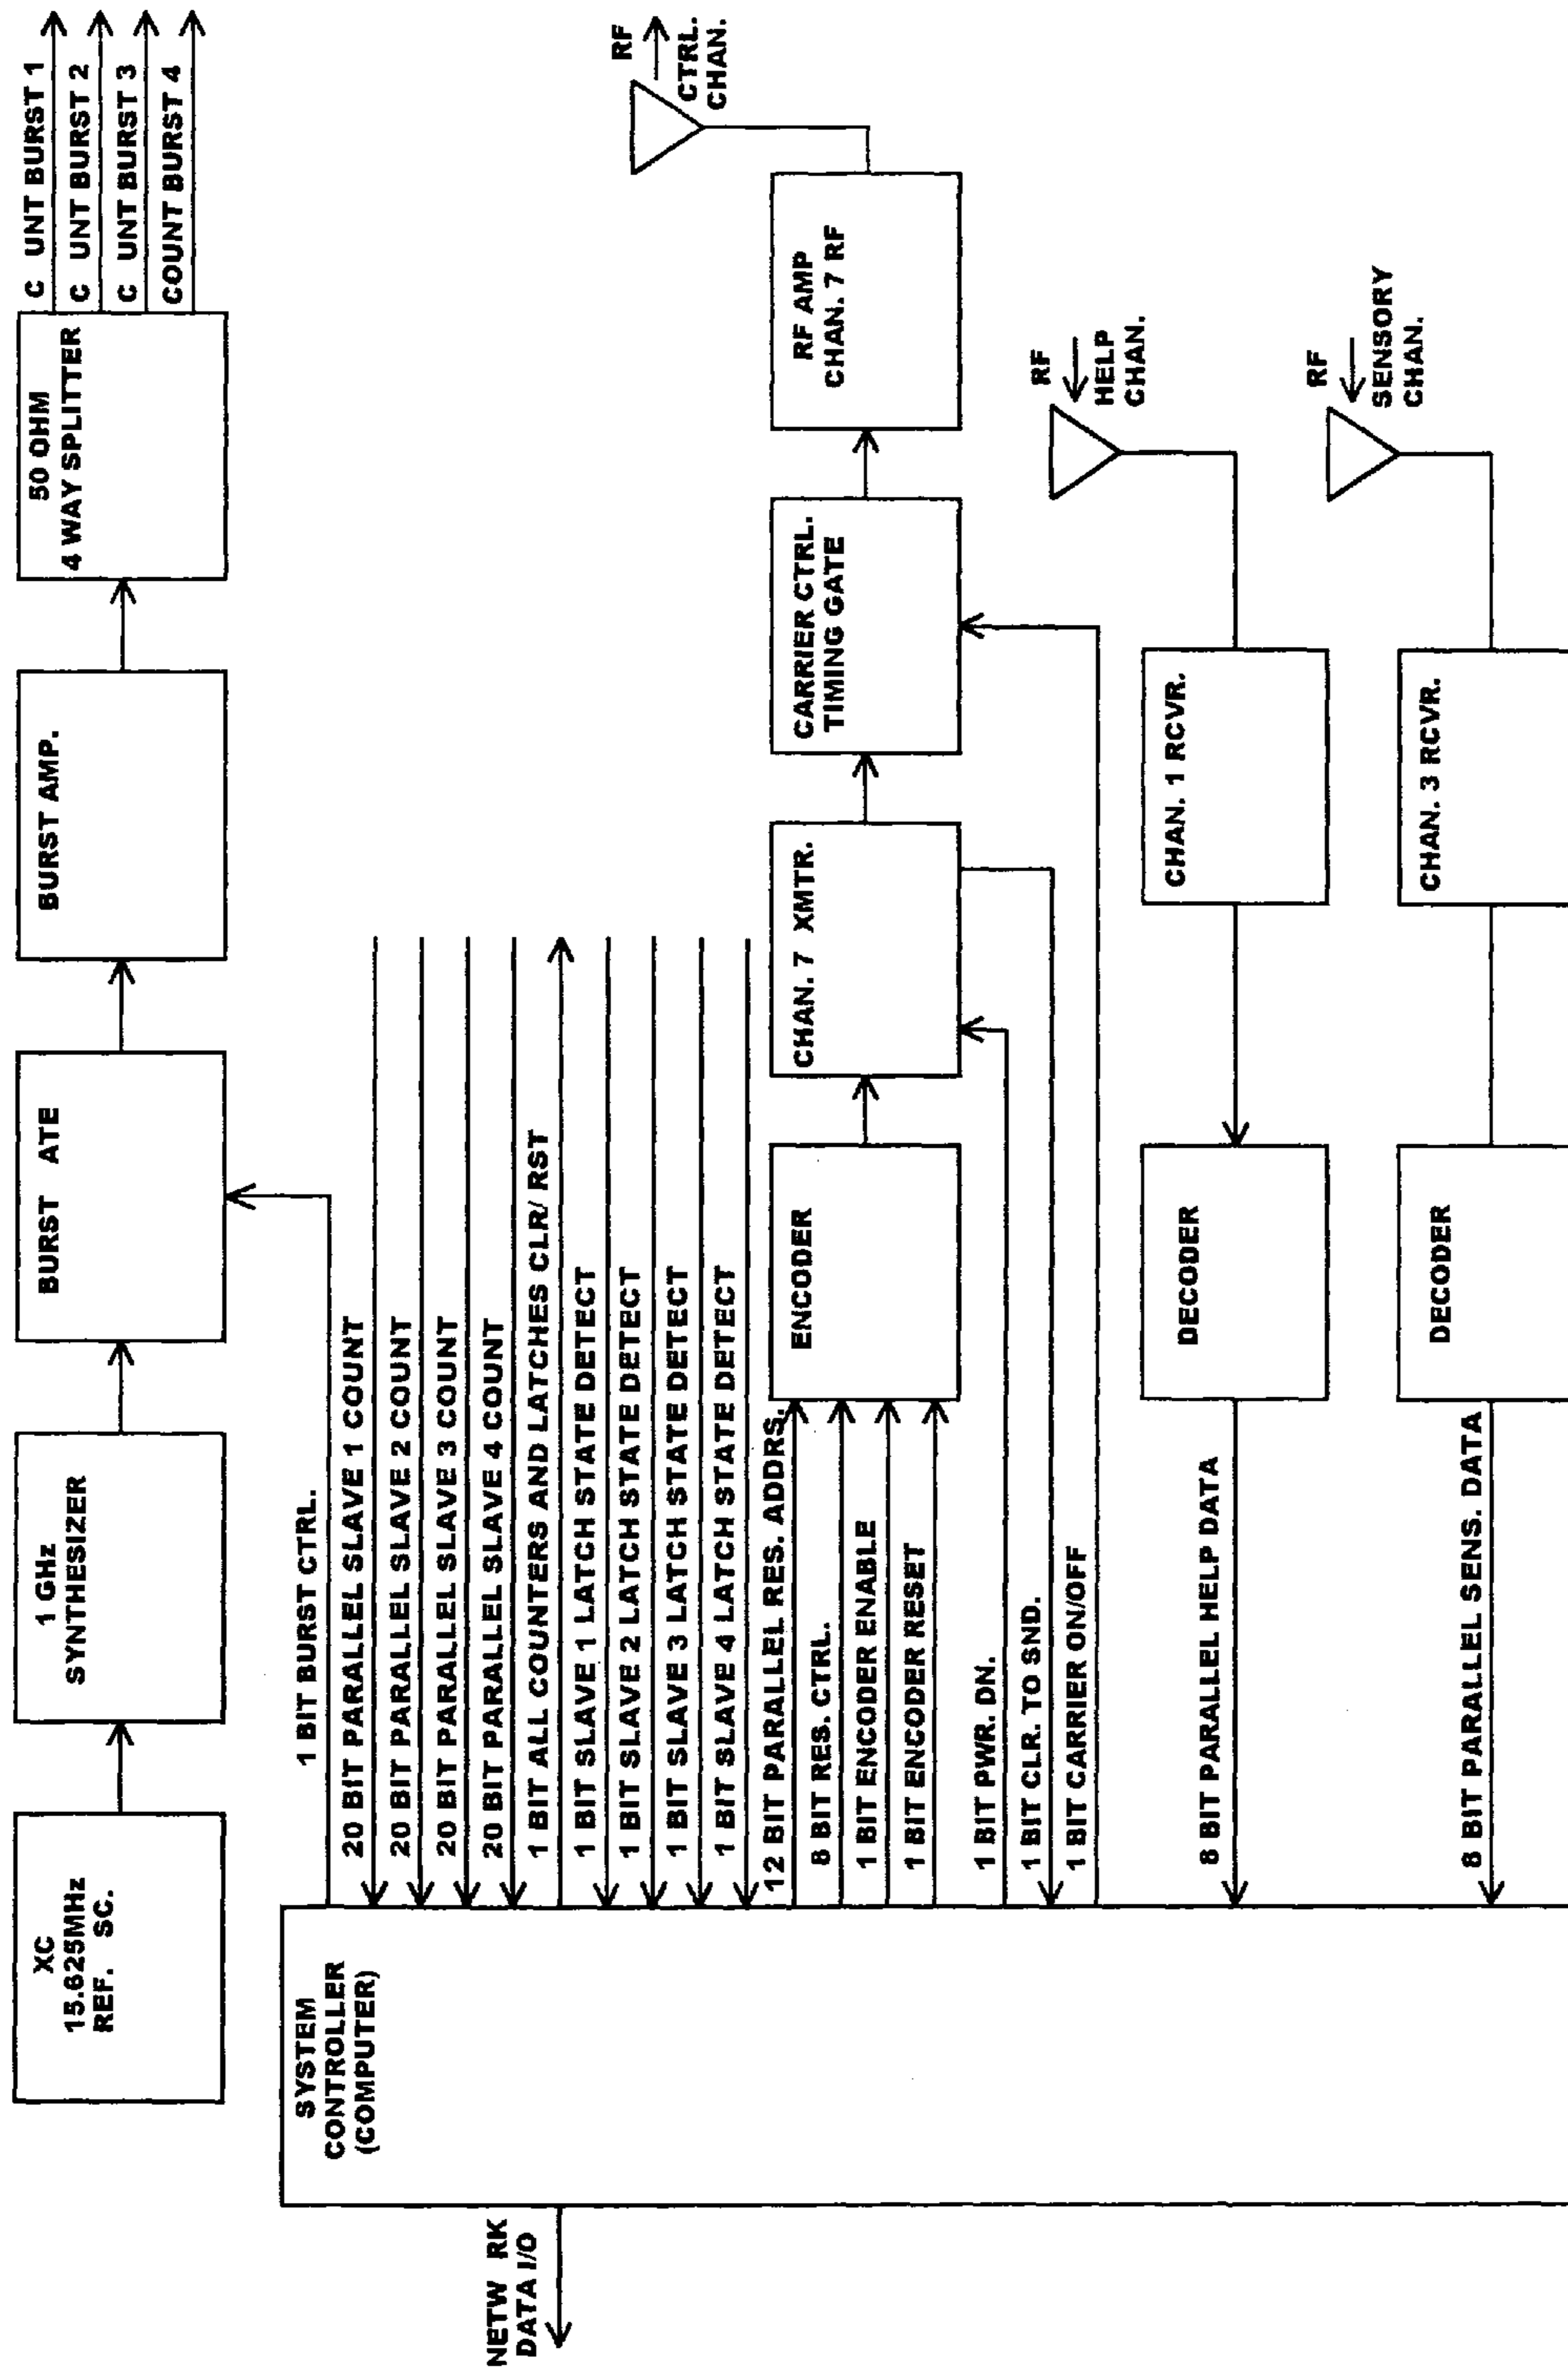 XC
15.625MHz
REF. SC.
1 GHz
SYNTHESIZER
BURST ATE
BURST AMP.
50 OHM
4 WAY SPLITTER
C UNT BURST 1
C UNT BURST 2
C UNT BURST 3
COUNT BURST 4
1 BIT BURST CTRL.
SYSTEM
CONTROLLER
(COMPUTER)
NETW RK
DATA I/O
20 BIT PARALLEL SLAVE 1 COUNT
20 BIT PARALLEL SLAVE 2 COUNT
20 BIT PARALLEL SLAVE 3 COUNT
20 BIT PARALLEL SLAVE 4 COUNT
1 BIT ALL COUNTERS AND LATCHES CLR/ RST
1 BIT SLAVE 1 LATCH STATE DETECT
1 BIT SLAVE 2 LATCH STATE DETECT
1 BIT SLAVE 3 LATCH STATE DETECT
1 BIT SLAVE 4 LATCH STATE DETECT
12 BIT PARALLEL RES. ADDRS.
8 BIT RES. CTRL.
1 BIT ENCODER ENABLE
1 BIT ENCODER RESET
ENCODER
CHAN. 7 XMTR.
CARRIER CTRL.
TIMING GATE
RF AMP
CHAN. 7 RF
RF
CTRL.
CHAN.
1 BIT PWR. DN.
1 BIT CLR. TO SND.
1 BIT CARRIER ON/OFF
8 BIT PARALLEL HELP DATA
DECODER
CHAN. 1 RCVR.
RF
HELP
CHAN.
8 BIT PARALLEL SENS. DATA
DECODER
CHAN. 3 RCVR.
RF
SENSORY
CHAN.